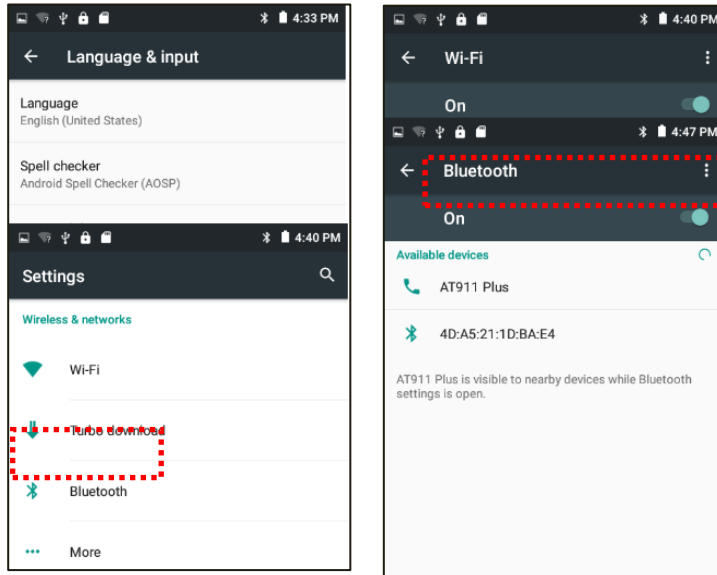 4:33 PM
Language & input
Language
English (United States)
Spell checker
Android Spell Checker (AOSP)
4:40 PM
Settings
Wireless & networks
Wi-Fi
Turbo download
Bluetooth
More
4:40 PM
Wi-Fi
On
4:47 PM
Bluetooth
On
Available devices
AT911 Plus
4D:A5:21:1D:BA:E4
AT911 Plus is visible to nearby devices while Bluetooth
settings is open.